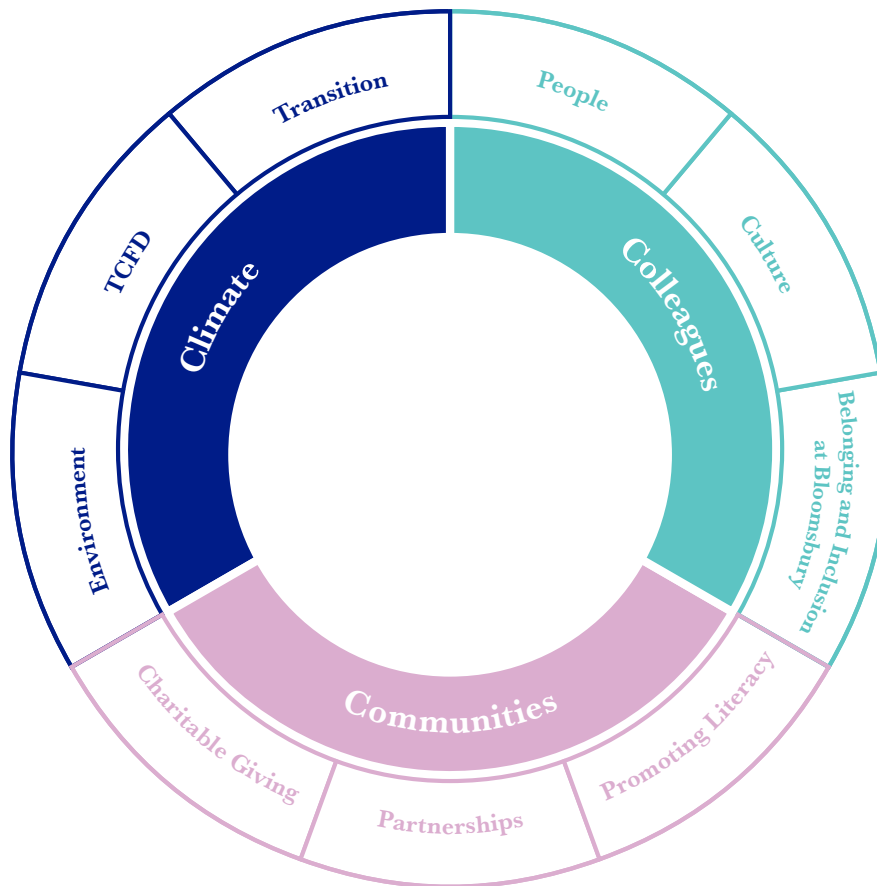 Transition
People
TCFD
Culture
Climate
Colleagues
Environment
Belonging and Inclusion
at Bloomsbury
Communities
Charitable Giving
Partnerships
Promoting Literacy